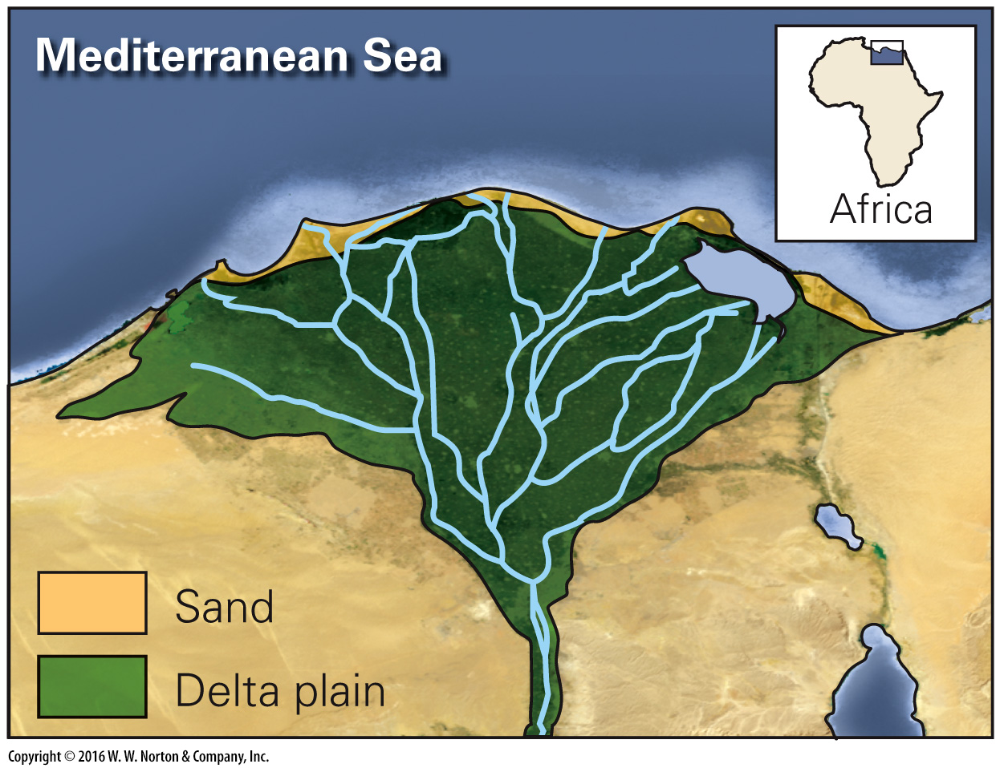 Mediterranean Sea
Africa
Sand
Delta plain
Copyright © 2016 W. W. Norton & Company, Inc.